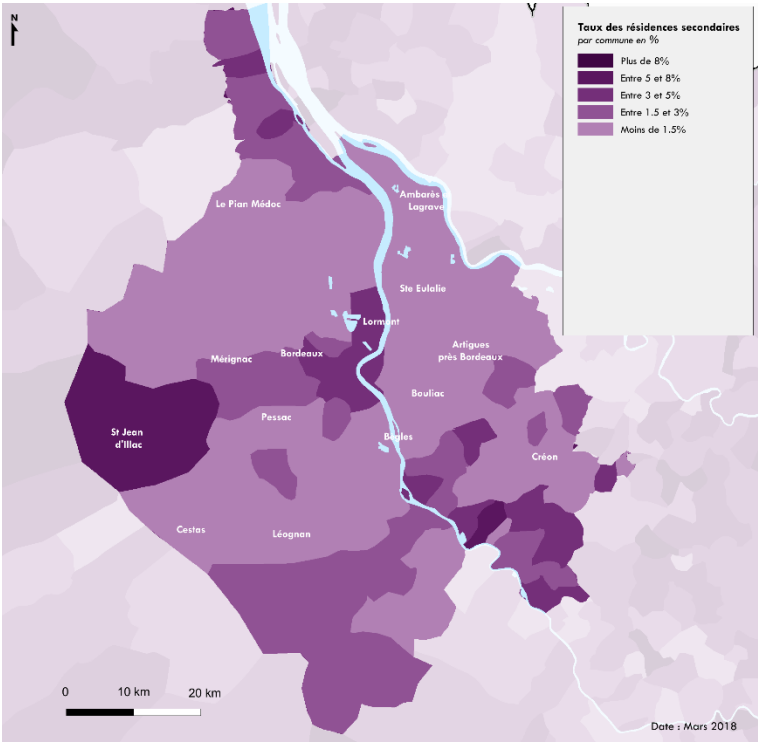 N
Taux des résidences secondaires
par commune en %
Plus de 8%
Entre 5 et 8%
Entre 3 et 5%
Entre 1.5 et 3%
Moins de 1.5%
Le Pian Médoc
Ambarès
Lagrave
Ste Eulalie
Lormont
Artigues
près Bordeaux
Bordeaux
Mérignac
Bouliac
Pessac
St Jean
d'Illac
Bègles
Créon
Cestas
Léognan
0 10 km 20 km
Date : Mars 2018